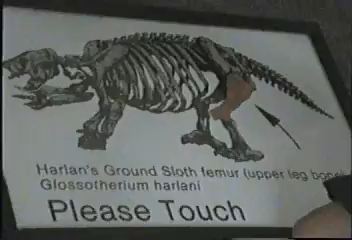 Harlan's Ground Sloth femur (upper leg bone)
Glossotherium harlani
Please Touch